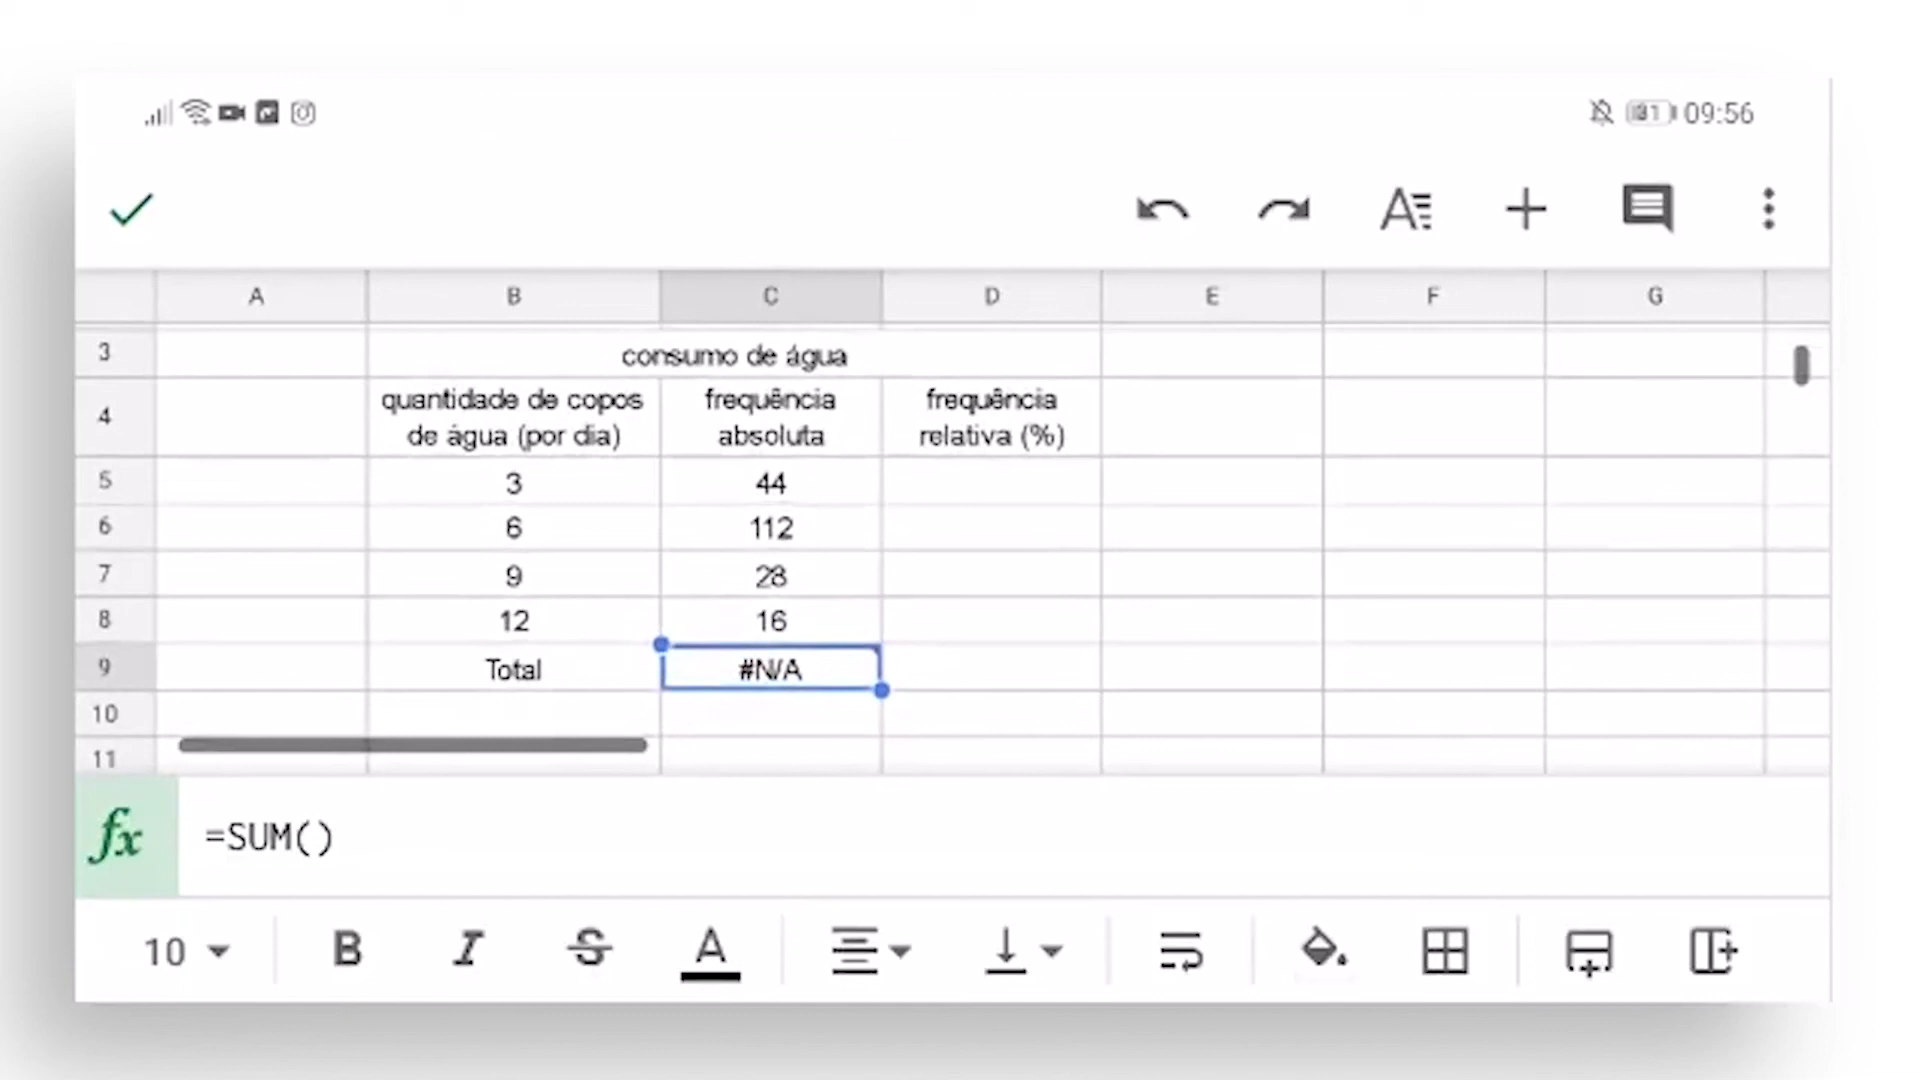 81 09:56
A B C D E F G
3 consumo de água
4 quantidade de copos de água (por dia) frequência absoluta frequência relativa (%)
5 3 44
6 6 112
7 9 28
8 12 16
9 Total #N/A
10
11
fx =SUM()
10 B I S A